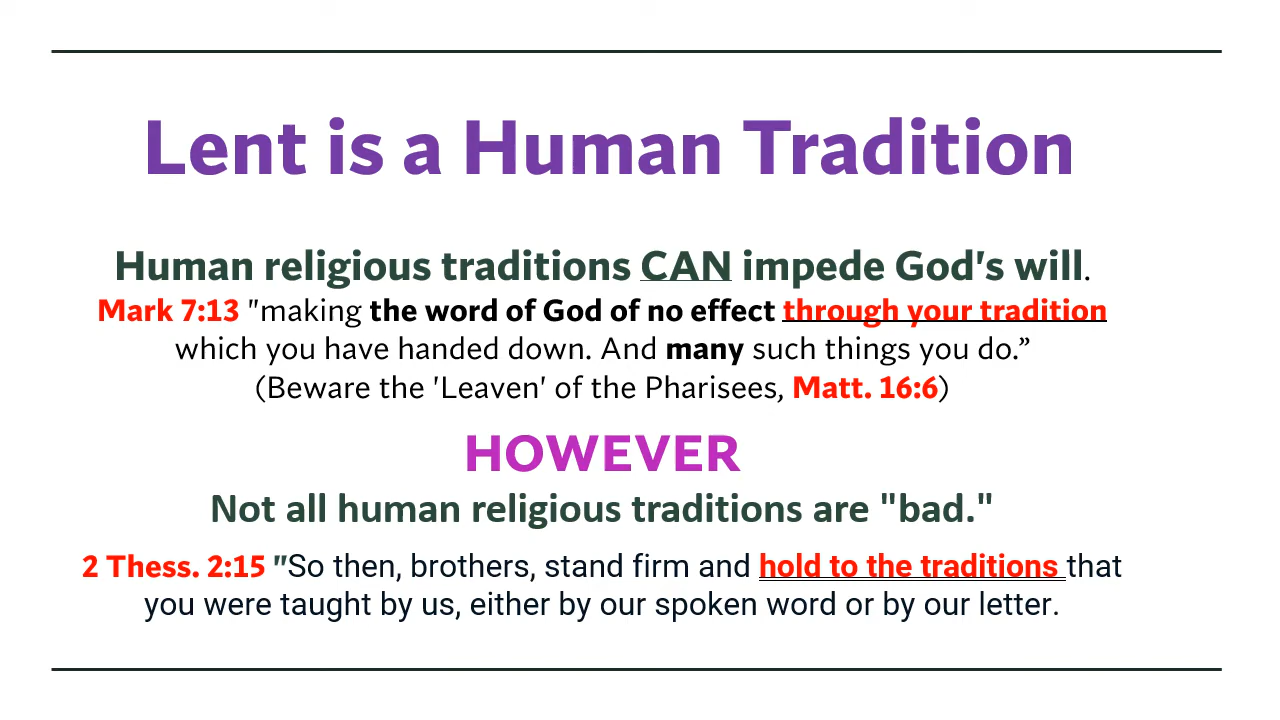 Lent is a Human Tradition
Human religious traditions CAN impede God's will.
Mark 7:13 "making the word of God of no effect through your tradition
which you have handed down. And many such things you do.”
(Beware the 'Leaven' of the Pharisees, Matt. 16:6)
HOWEVER
Not all human religious traditions are "bad."
2 Thess. 2:15 "So then, brothers, stand firm and hold to the traditions that
you were taught by us, either by our spoken word or by our letter.